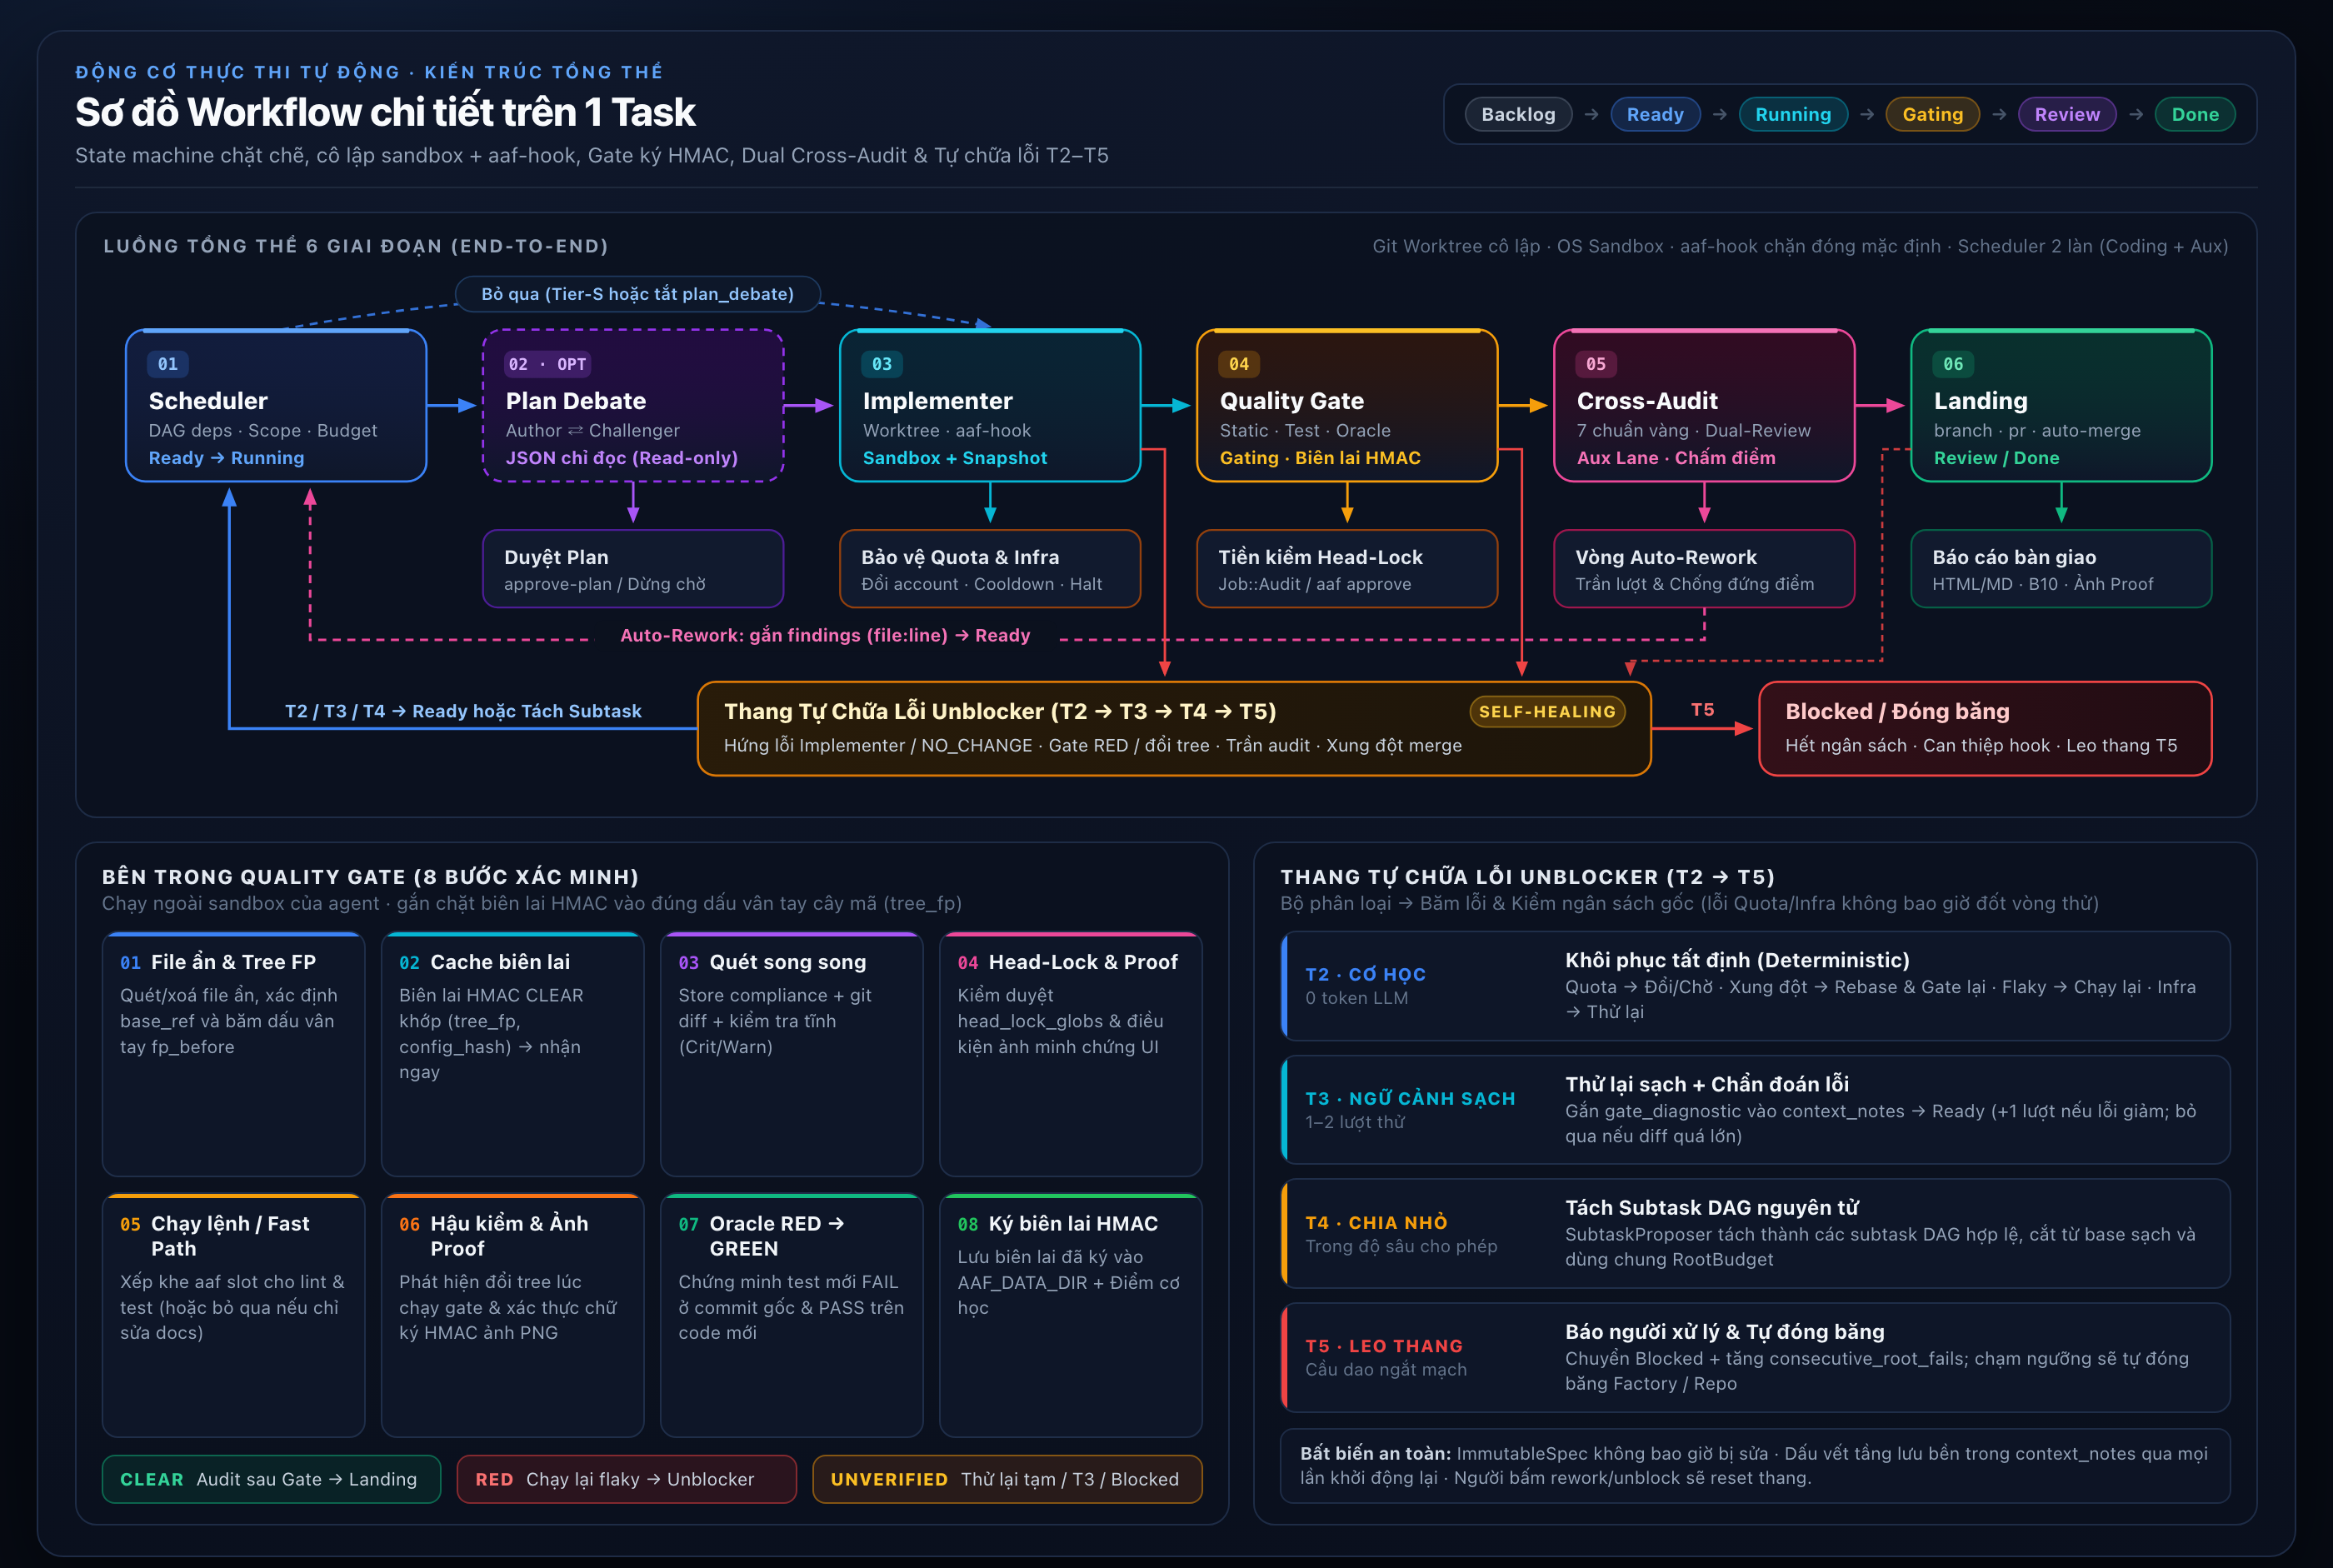 ĐỘNG CƠ THỰC THI TỰ ĐỘNG · KIẾN TRÚC TỔNG THỂ
Sơ đồ Workflow chi tiết trên 1 Task
State machine chặt chẽ, cô lập sandbox + aaf-hook, Gate ký HMAC, Dual Cross-Audit & Tự chữa lỗi T2–T5
Backlog → Ready → Running → Gating → Review → Done
LUỒNG TỔNG THỂ 6 GIAI ĐOẠN (END-TO-END)
Git Worktree cô lập · OS Sandbox · aaf-hook chặn đóng mặc định · Scheduler 2 làn (Coding + Aux)
Bỏ qua (Tier-S hoặc tắt plan_debate)
01
Scheduler
DAG deps · Scope · Budget
Ready → Running
02 · OPT
Plan Debate
Author ⇄ Challenger
JSON chỉ đọc (Read-only)
03
Implementer
Worktree · aaf-hook
Sandbox + Snapshot
04
Quality Gate
Static · Test · Oracle
Gating · Biên lai HMAC
05
Cross-Audit
7 chuẩn vàng · Dual-Review
Aux Lane · Chấm điểm
06
Landing
branch · pr · auto-merge
Review / Done
Duyệt Plan
approve-plan / Dừng chờ
Bảo vệ Quota & Infra
Đổi account · Cooldown · Halt
Tiền kiểm Head-Lock
Job::Audit / aaf approve
Vòng Auto-Rework
Trần lượt & Chống đứng điểm
Báo cáo bàn giao
HTML/MD · B10 · Ảnh Proof
Auto-Rework: gắn findings (file:line) → Ready
T2 / T3 / T4 → Ready hoặc Tách Subtask
Thang Tự Chữa Lỗi Unblocker (T2 → T3 → T4 → T5)
SELF-HEALING
Hứng lỗi Implementer / NO_CHANGE · Gate RED / đổi tree · Trần audit · Xung đột merge
T5
Blocked / Đóng băng
Hết ngân sách · Can thiệp hook · Leo thang T5
BÊN TRONG QUALITY GATE (8 BƯỚC XÁC MINH)
Chạy ngoài sandbox của agent · gắn chặt biên lai HMAC vào đúng dấu vân tay cây mã (tree_fp)
01 File ẩn & Tree FP
Quét/xoá file ẩn, xác định
base_ref và băm dấu vân
tay fp_before
02 Cache biên lai
Biên lai HMAC CLEAR
khớp (tree_fp,
config_hash) → nhận
ngay
03 Quét song song
Store compliance + git
diff + kiểm tra tĩnh
(Crit/Warn)
04 Head-Lock & Proof
Kiểm duyệt
head_lock_globs & điều
kiện ảnh minh chứng UI
05 Chạy lệnh / Fast
Path
Xếp khe aaf slot cho lint &
test (hoặc bỏ qua nếu chỉ
sửa docs)
06 Hậu kiểm & Ảnh
Proof
Phát hiện đổi tree lúc
chạy gate & xác thực chữ
ký HMAC ảnh PNG
07 Oracle RED →
GREEN
Chứng minh test mới FAIL
ở commit gốc & PASS trên
code mới
08 Ký biên lai HMAC
Lưu biên lai đã ký vào
AAF_DATA_DIR + Điểm cơ
học
CLEAR Audit sau Gate → Landing
RED Chạy lại flaky → Unblocker
UNVERIFIED Thử lại tạm / T3 / Blocked
THANG TỰ CHỮA LỖI UNBLOCKER (T2 → T5)
Bộ phân loại → Băm lỗi & Kiểm ngân sách gốc (lỗi Quota/Infra không bao giờ đốt vòng thử)
T2 · CƠ HỌC
0 token LLM
Khôi phục tất định (Deterministic)
Quota → Đổi/Chờ · Xung đột → Rebase & Gate lại · Flaky → Chạy lại · Infra
→ Thử lại
T3 · NGỮ CẢNH SẠCH
1–2 lượt thử
Thử lại sạch + Chẩn đoán lỗi
Gắn gate_diagnostic vào context_notes → Ready (+1 lượt nếu lỗi giảm; bỏ
qua nếu diff quá lớn)
T4 · CHIA NHỎ
Trong độ sâu cho phép
Tách Subtask DAG nguyên tử
SubtaskProposer tách thành các subtask DAG hợp lệ, cắt từ base sạch và
dùng chung RootBudget
T5 · LEO THANG
Cầu dao ngắt mạch
Báo người xử lý & Tự đóng băng
Chuyển Blocked + tăng consecutive_root_fails; chạm ngưỡng sẽ tự đóng
băng Factory / Repo
Bất biến an toàn: ImmutableSpec không bao giờ bị sửa · Dấu vết tầng lưu bền trong context_notes qua mọi
lần khởi động lại · Người bấm rework/unblock sẽ reset thang.